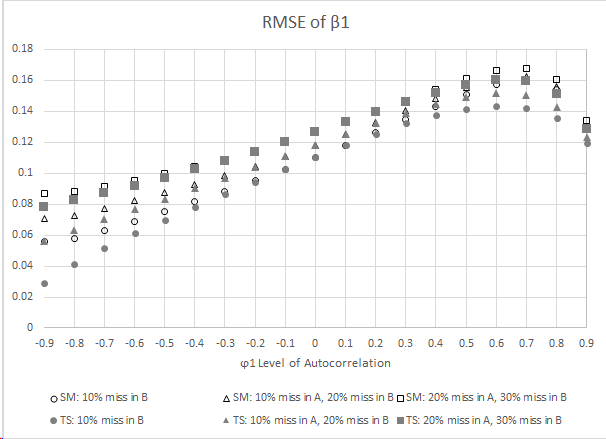 RMSE of β1
0.18
0.16
0.14
0.12
0.1
0.08
0.06
0.04
0.02
0
-0.9 -0.8 -0.7 -0.6 -0.5 -0.4 -0.3 -0.2 -0.1 0 0.1 0.2 0.3 0.4 0.5 0.6 0.7 0.8 0.9
φ1 Level of Autocorrelation
SM: 10% miss in B SM: 10% miss in A, 20% miss in B SM: 20% miss in A, 30% miss in B
TS: 10% miss in B TS: 10% miss in A, 20% miss in B TS: 20% miss in A, 30% miss in B